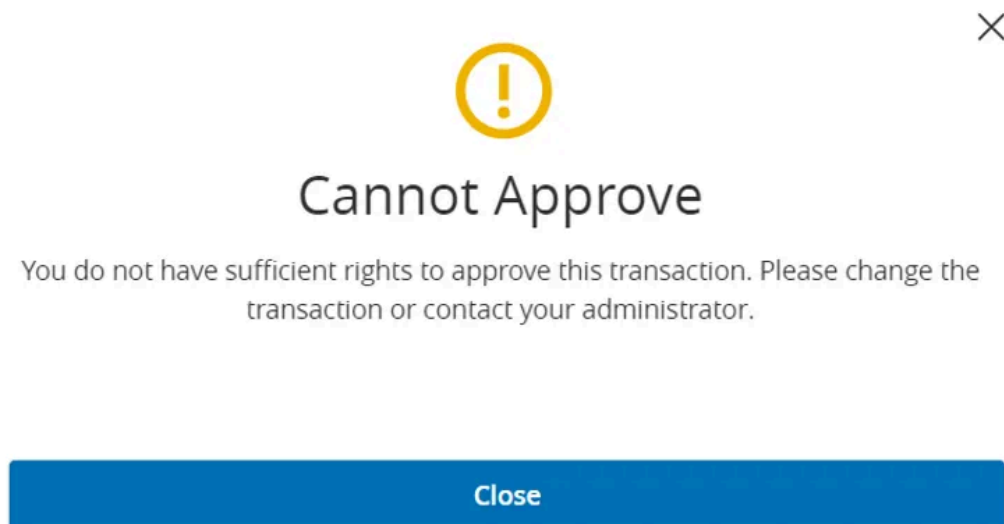 Cannot Approve
You do not have sufficient rights to approve this transaction. Please change the
transaction or contact your administrator.
Close